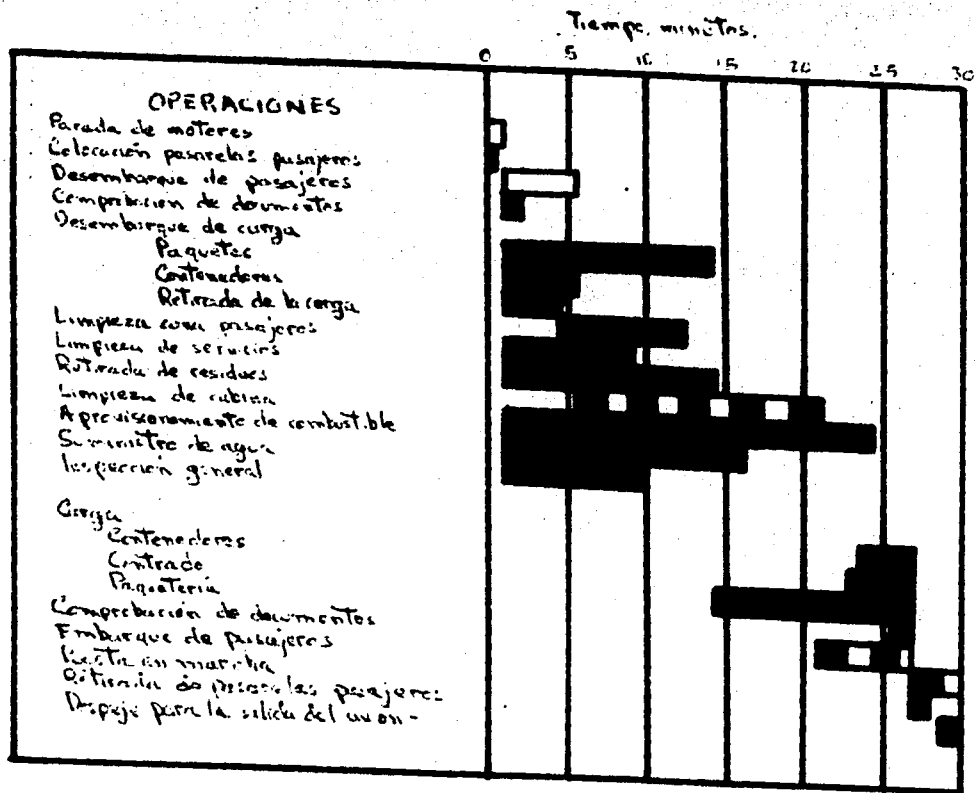 Tiempo, minutos.
0 5 10 15 20 25 30
OPERACIONES
Parada de motores
Colocación pasarelas pasajeros
Desembarque de pasajeros
Comprobación de documentos
Desembarque de carga
Paquetes
Contenedores
Retirada de la carga
Limpieza zona pasajeros
Limpieza de servicios
Retirada de residuos
Limpieza de cabina
Aprovisionamiento de combustible
Suministro de agua
Inspección general
Carga
Contenedores
Centrado
Paquetería
Comprobación de documentos
Embarque de pasajeros
Puesta en marcha
Retirada de pasarelas pasajeros
Despeje para la salida del avion-